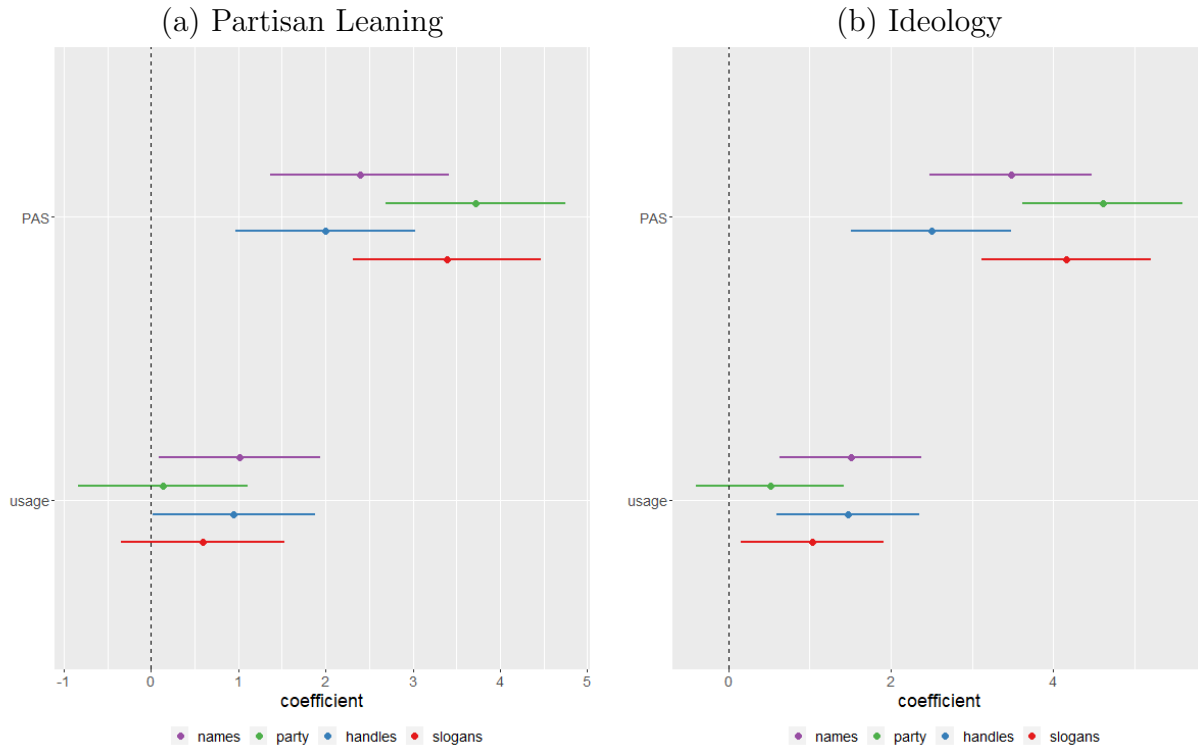 (a) Partisan Leaning
PAS
usage
-1 0 1 2 3 4 5
coefficient
names party handles slogans
(b) Ideology
PAS
usage
0 2 4
coefficient
names party handles slogans